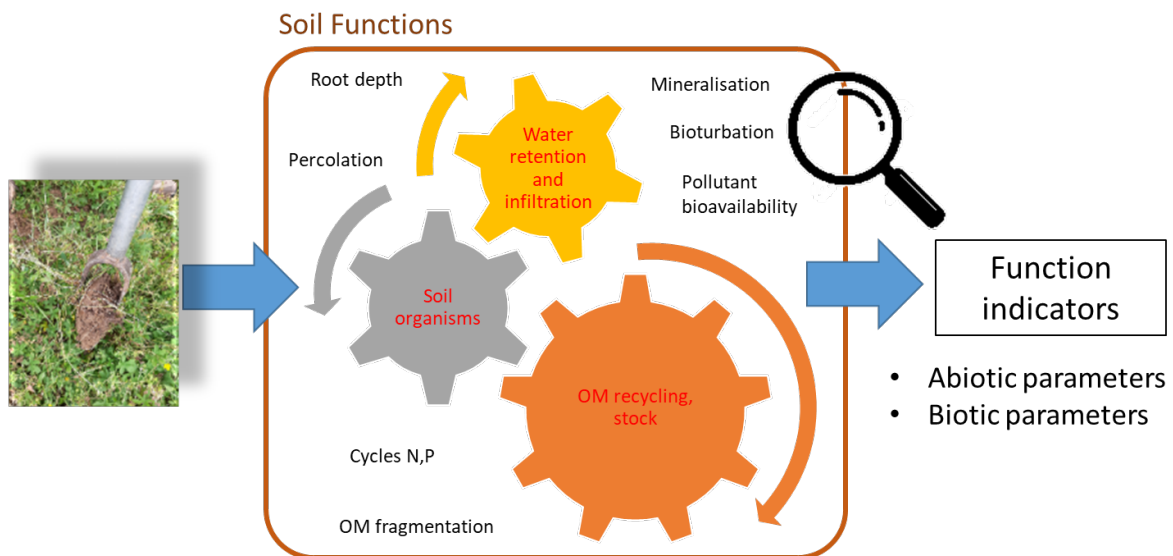 Soil Functions
Root depth
Percolation
Water
retention
and
infiltration
Mineralisation
Bioturbation
Pollutant
bioavailability
Soil
organisms
OM recycling,
stock
Cycles N,P
OM fragmentation
Function
indicators
• Abiotic parameters
• Biotic parameters